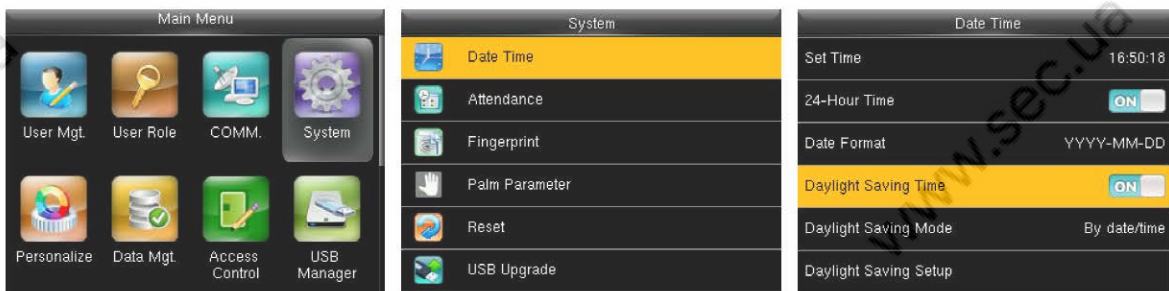 Main Menu
User Mgt.
User Role
COMM.
System
Personalize
Data Mgt.
Access
Control
USB
Manager
System
Date Time
Attendance
Fingerprint
Palm Parameter
Reset
USB Upgrade
Date Time
Set Time 16:50:18
24-Hour Time ON
Date Format YYYY-MM-DD
Daylight Saving Time ON
Daylight Saving Mode By date/time
Daylight Saving Setup
www.sec.ua